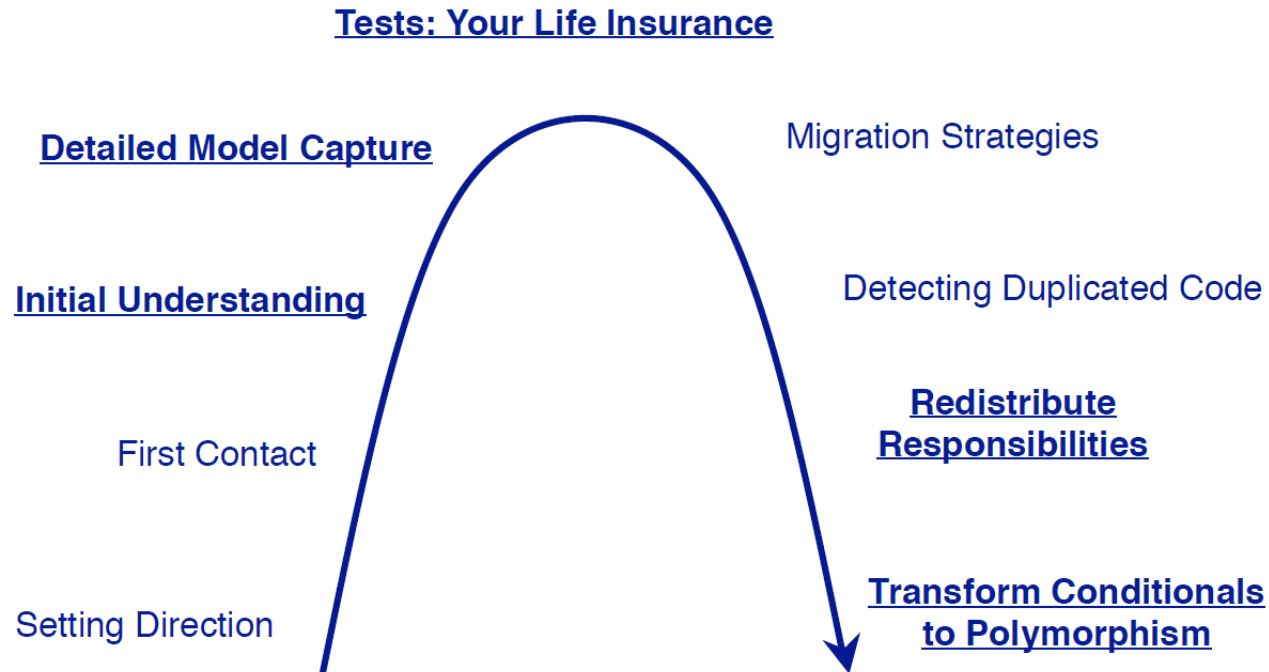 Tests: Your Life Insurance
Detailed Model Capture
Migration Strategies
Initial Understanding
Detecting Duplicated Code
Redistribute
Responsibilities
First Contact
Transform Conditionals
to Polymorphism
Setting Direction